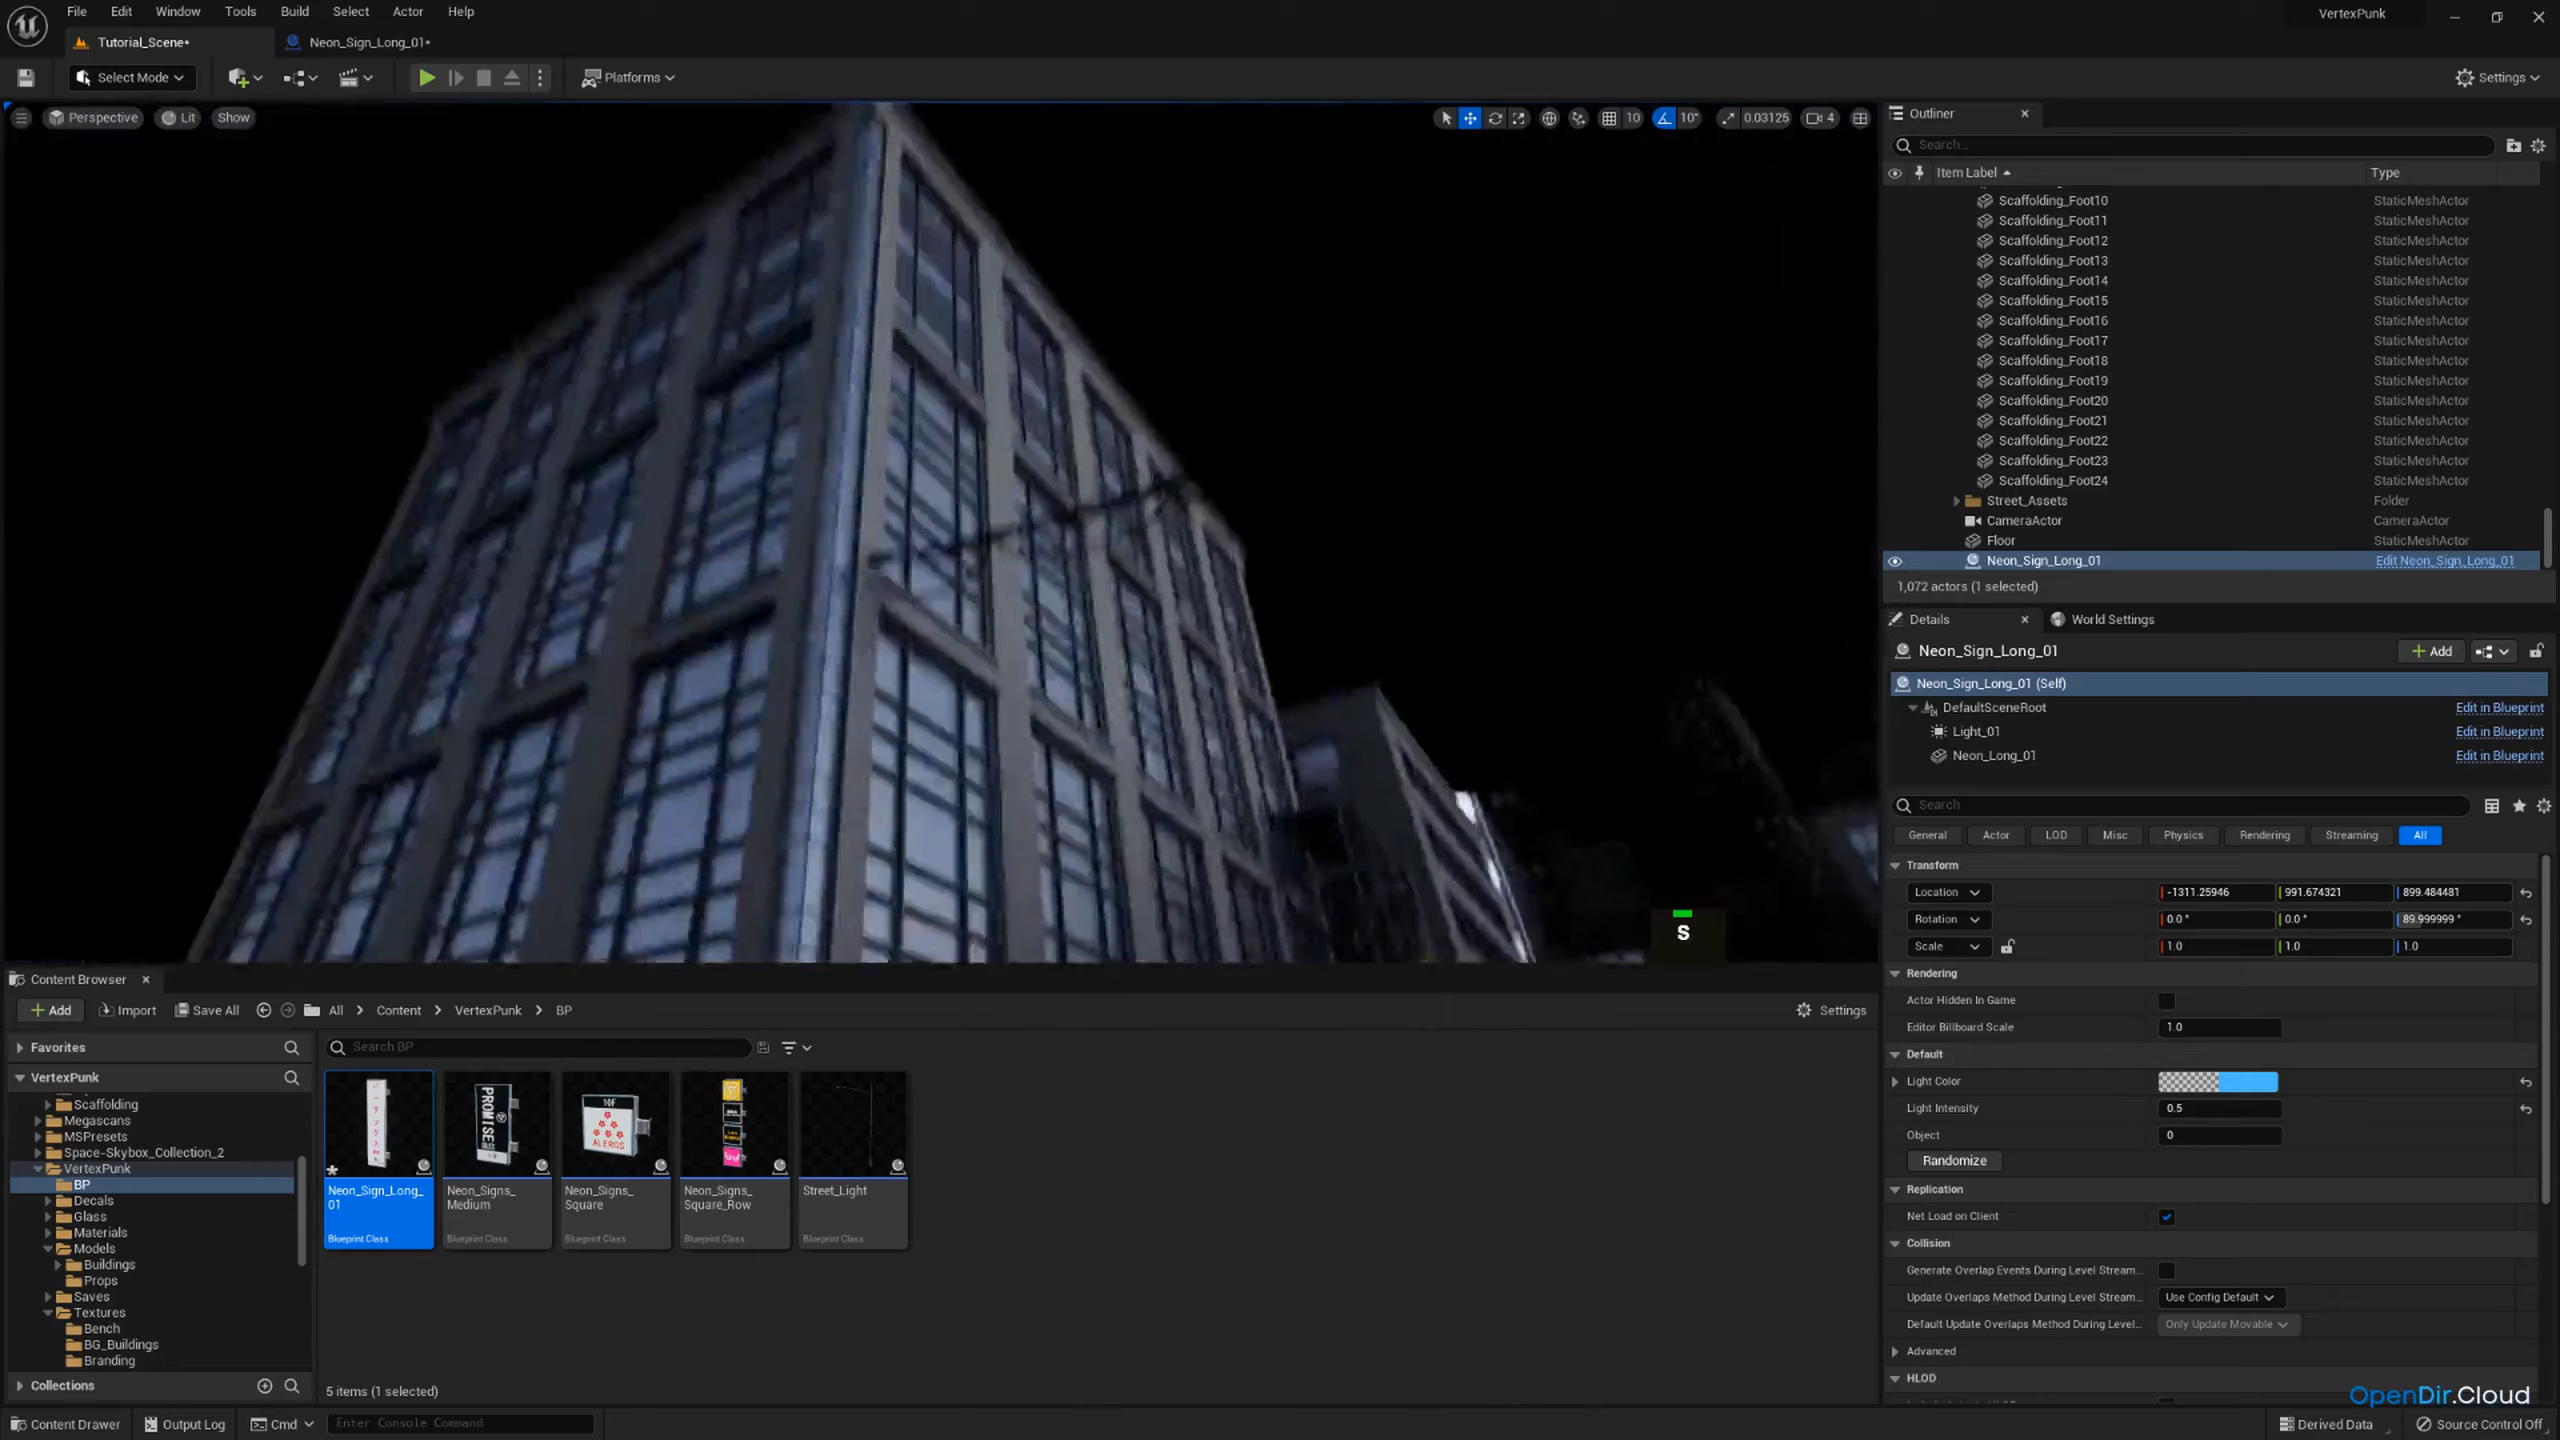 File Edit Window Tools Build Select Actor Help
VertexPunk
Tutorial_Scene*
Neon_Sign_Long_01*
Select Mode
Platforms
Settings
Perspective
Lit
Show
10
10°
0.03125
4
Outliner
Search...
Item Label
Type
Scaffolding_Foot10 StaticMeshActor
Scaffolding_Foot11 StaticMeshActor
Scaffolding_Foot12 StaticMeshActor
Scaffolding_Foot13 StaticMeshActor
Scaffolding_Foot14 StaticMeshActor
Scaffolding_Foot15 StaticMeshActor
Scaffolding_Foot16 StaticMeshActor
Scaffolding_Foot17 StaticMeshActor
Scaffolding_Foot18 StaticMeshActor
Scaffolding_Foot19 StaticMeshActor
Scaffolding_Foot20 StaticMeshActor
Scaffolding_Foot21 StaticMeshActor
Scaffolding_Foot22 StaticMeshActor
Scaffolding_Foot23 StaticMeshActor
Scaffolding_Foot24 StaticMeshActor
Street_Assets Folder
CameraActor CameraActor
Floor StaticMeshActor
Neon_Sign_Long_01 Edit Neon_Sign_Long_01
1,072 actors (1 selected)
Details
World Settings
Neon_Sign_Long_01
Add
Neon_Sign_Long_01 (Self)
DefaultSceneRoot Edit in Blueprint
Light_01 Edit in Blueprint
Neon_Long_01 Edit in Blueprint
Search
General Actor LOD Misc Physics Rendering Streaming All
Transform
Location -1311.25946 991.674321 899.484481
Rotation 0.0° 0.0° 89.999999°
Scale 1.0 1.0 1.0
Rendering
Actor Hidden In Game
Editor Billboard Scale 1.0
Default
Light Color
Light Intensity 0.5
Object 0
Randomize
Replication
Net Load on Client
Collision
Generate Overlap Events During Level Stream...
Update Overlaps Method During Level Stream... Use Config Default
Default Update Overlaps Method During Level... Only Update Movable
Advanced
HLOD
S
Content Browser
Add Import Save All All Content VertexPunk BP Settings
Favorites
Search BP
VertexPunk
Scaffolding
Megascans
MSPresets
Space-Skybox_Collection_2
VertexPunk
BP
Decals
Glass
Materials
Models
Buildings
Props
Saves
Textures
Bench
BG_Buildings
Branding
Collections
PROMISE
10F
ALEROS
Neon_Sign_Long_
01
Blueprint Class
Neon_Signs_
Medium
Blueprint Class
Neon_Signs_
Square
Blueprint Class
Neon_Signs_
Square_Row
Blueprint Class
Street_Light
Blueprint Class
5 items (1 selected)
OpenDir.Cloud
Content Drawer Output Log Cmd Enter Console Command Derived Data Source Control Off